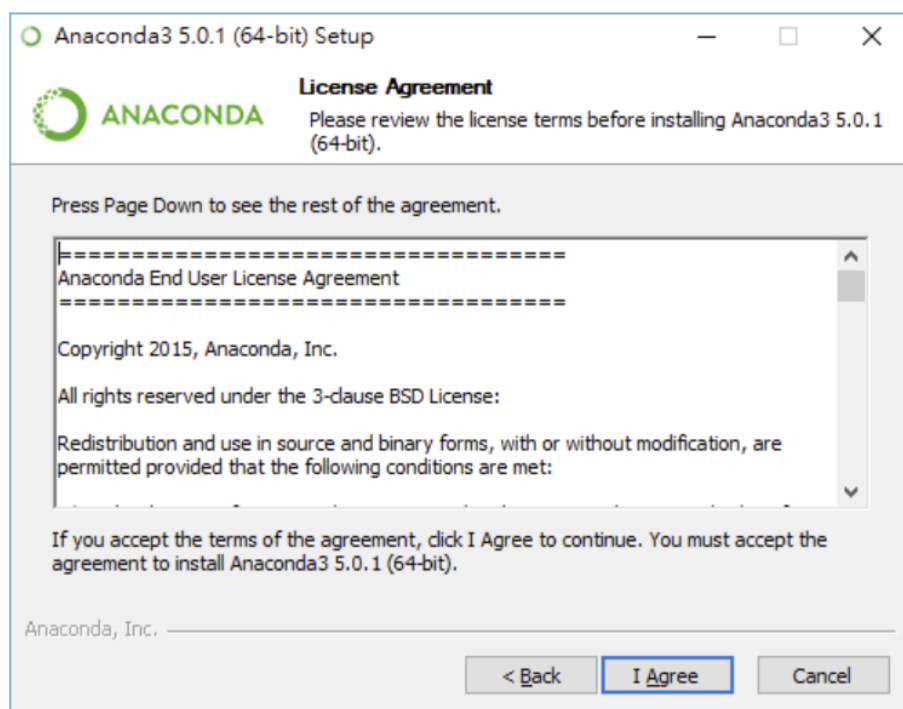 Anaconda3 5.0.1 (64-bit) Setup
ANACONDA
License Agreement
Please review the license terms before installing Anaconda3 5.0.1
(64-bit).
Press Page Down to see the rest of the agreement.
===================================
Anaconda End User License Agreement
===================================
Copyright 2015, Anaconda, Inc.
All rights reserved under the 3-clause BSD License:
Redistribution and use in source and binary forms, with or without modification, are
permitted provided that the following conditions are met:
If you accept the terms of the agreement, click I Agree to continue. You must accept the
agreement to install Anaconda3 5.0.1 (64-bit).
Anaconda, Inc.
< Back
I Agree
Cancel